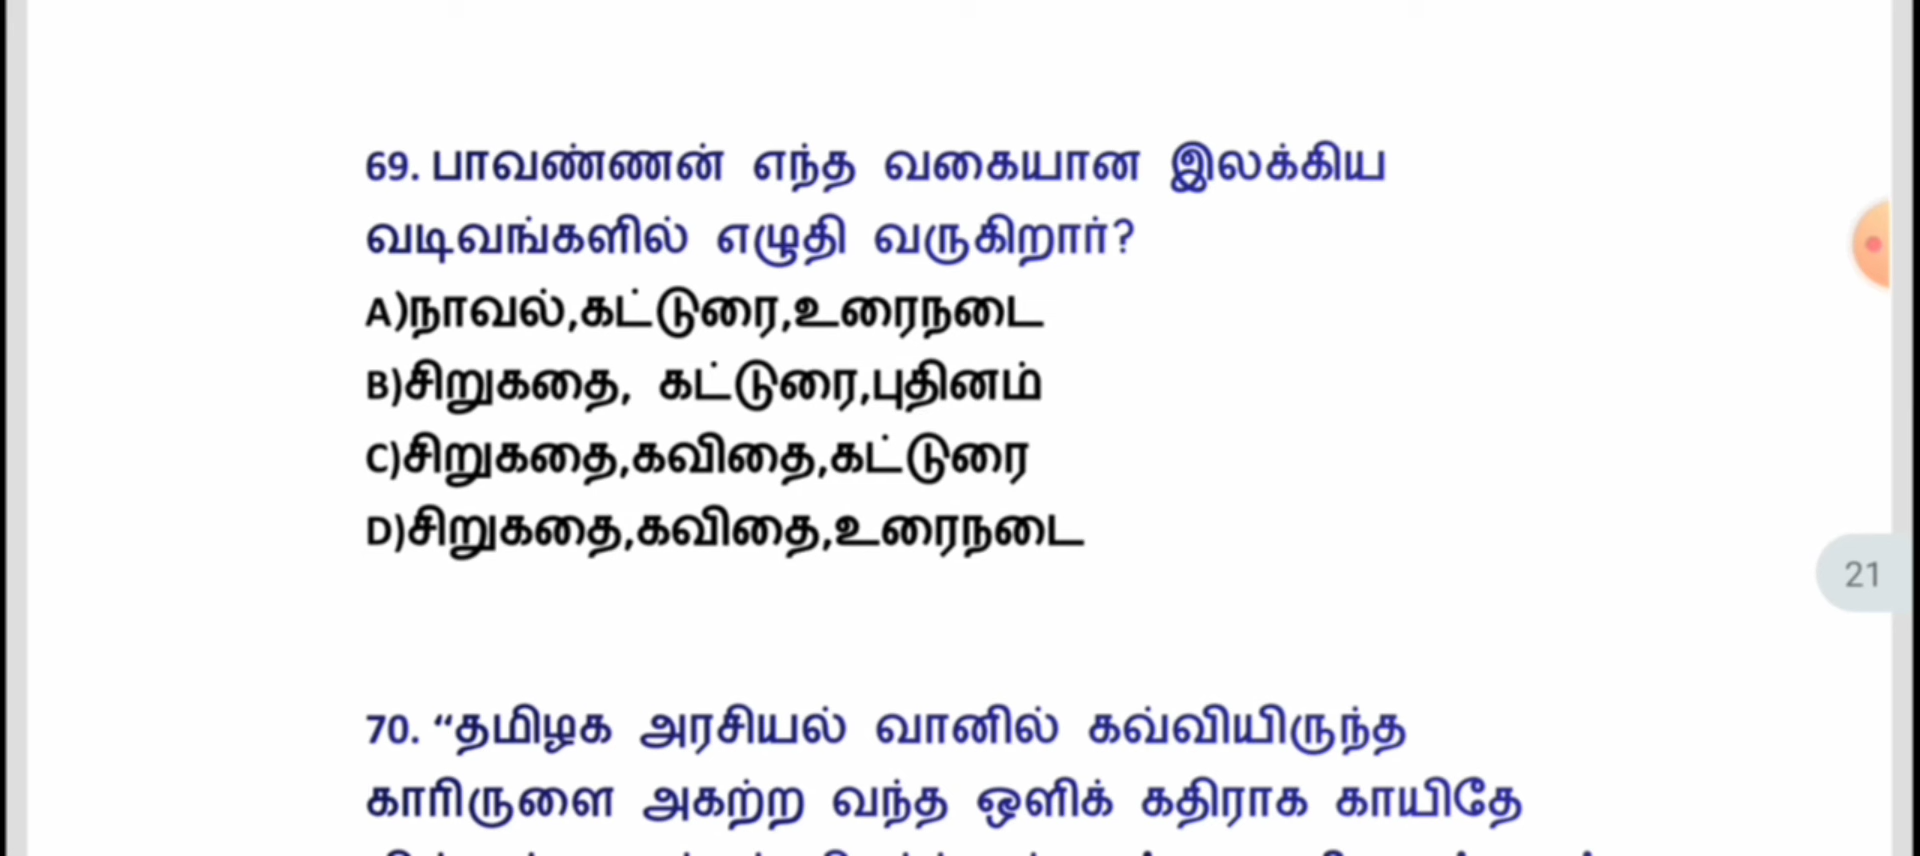 69. பாவண்ணன் எந்த வகையான இலக்கிய
வடிவங்களில் எழுதி வருகிறார்?
A)நாவல்,கட்டுரை,உரைநடை
B)சிறுகதை, கட்டுரை,புதினம்
C)சிறுகதை,கவிதை,கட்டுரை
D)சிறுகதை,கவிதை,உரைநடை
21
70. “தமிழக அரசியல் வானில் கவ்வியிருந்த
காரிருளை அகற்ற வந்த ஒளிக் கதிராக காயிதே